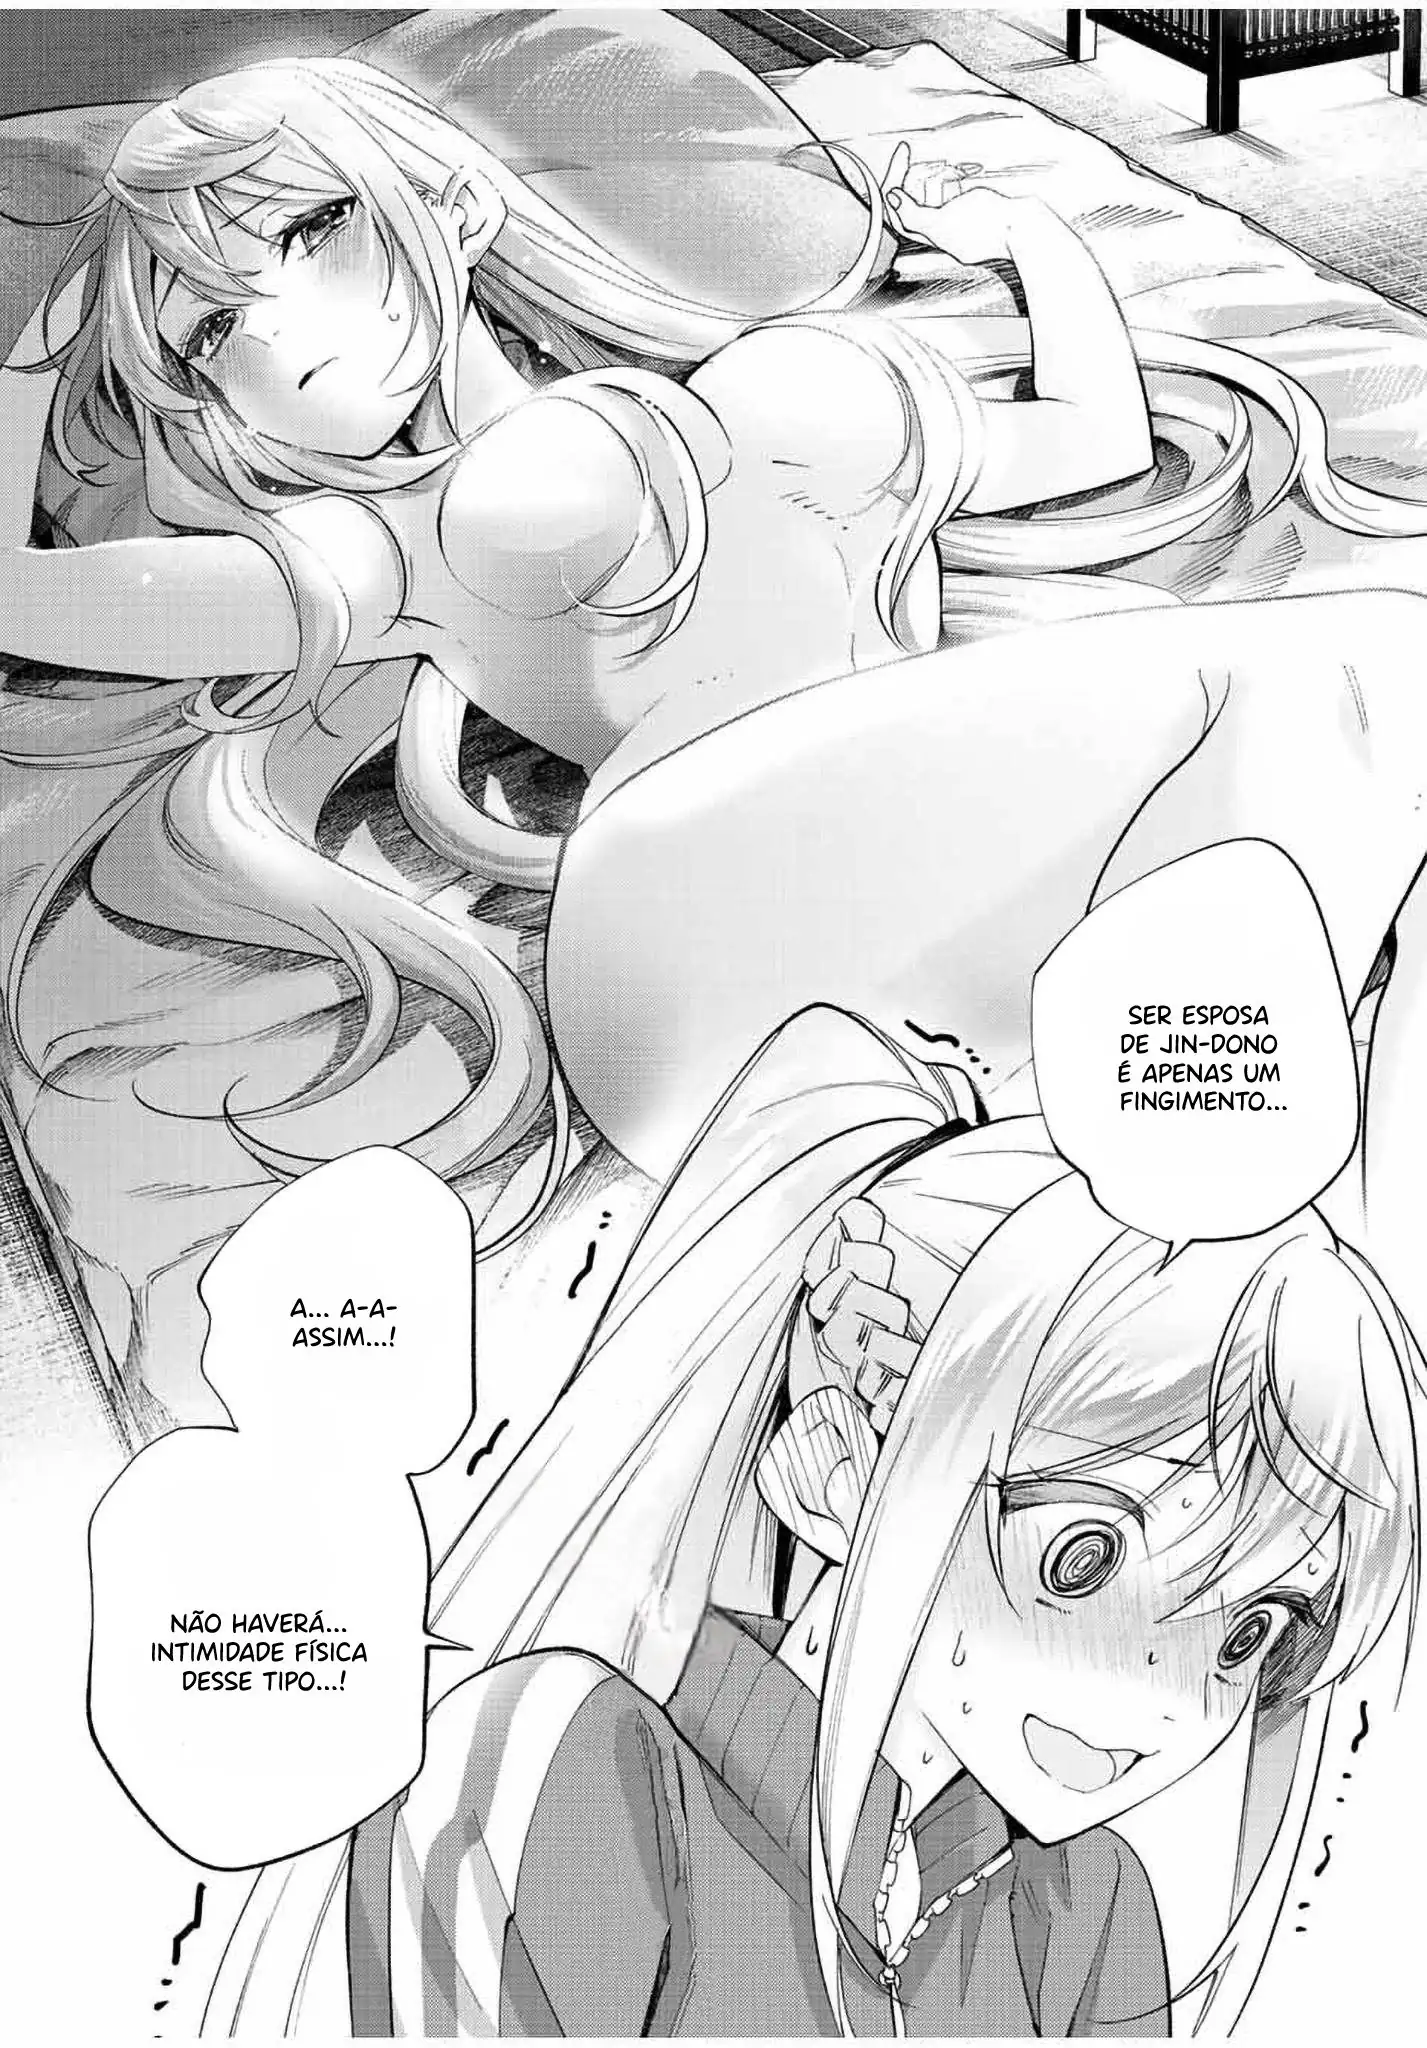 SER ESPOSA
DE JIN-DONO
É APENAS UM
FINGIMENTO...
A... A-A-
ASSIM...!
NÃO HAVERÁ...
INTIMIDADE FÍSICA
DESSE TIPO...!